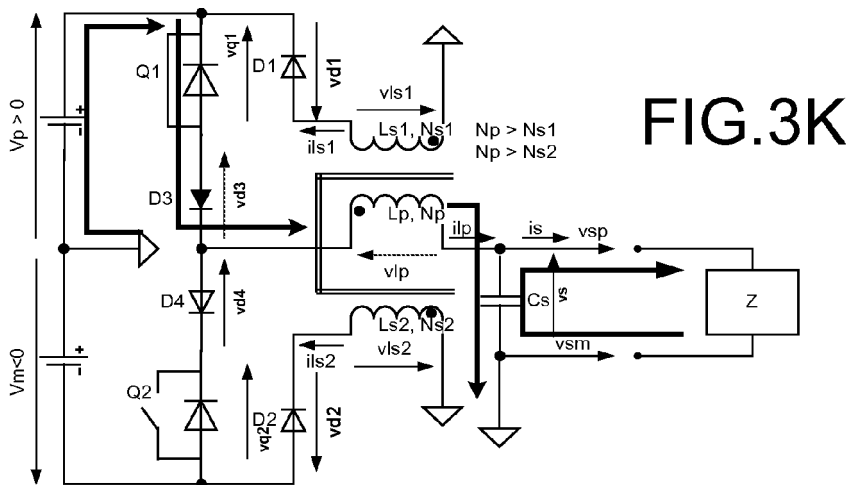 FIG.3K
Vp > 0
+
-
Q1
vq1
D1
vd1
vls1
Ls1, Ns1
ils1
Np > Ns1
Np > Ns2
D3
vd3
Lp, Np
ilp
is
vsp
vlp
D4
vd4
Cs
vs
Z
Ls2, Ns2
ils2
vls2
vsm
Vm<0
+
-
Q2
vq2
D2
vd2